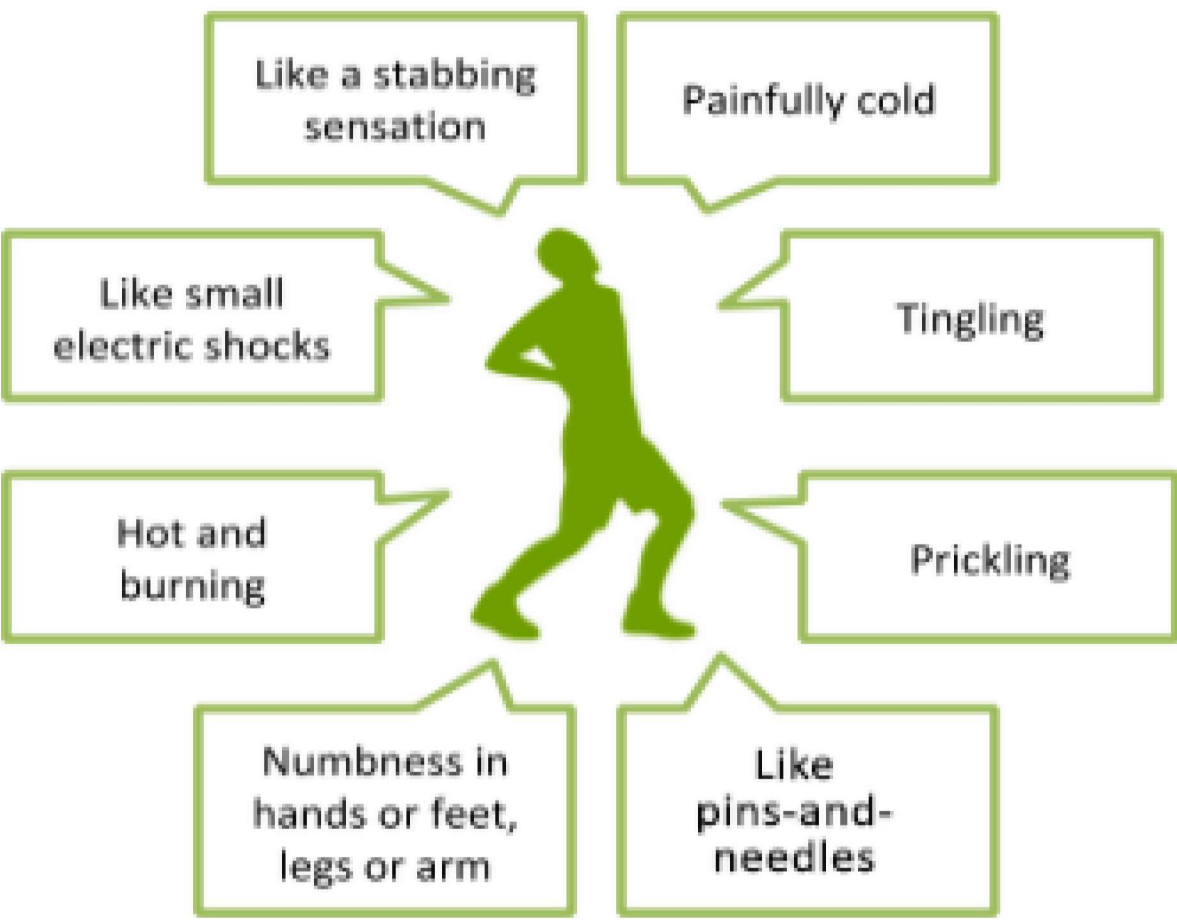 Like a stabbing
sensation
Painfully cold
Like small
electric shocks
Tingling
Hot and
burning
Prickling
Numbness in
hands or feet,
legs or arm
Like
pins-and-
needles